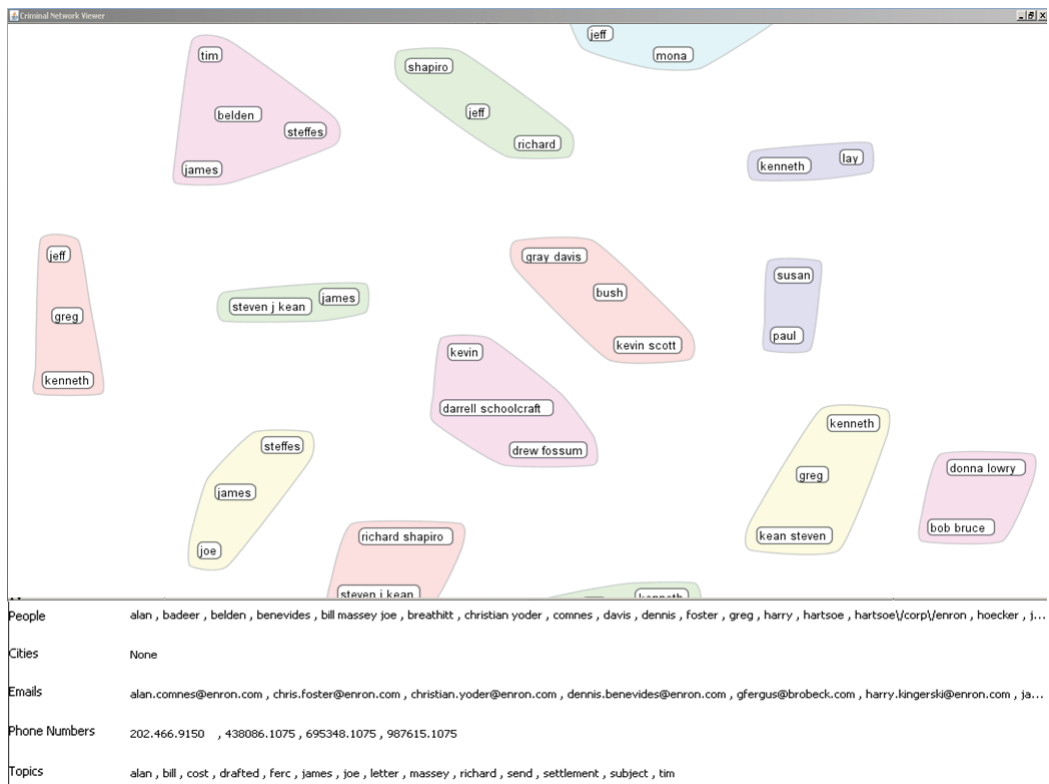 Criminal Network Viewer
jeff
mona
tim
shapiro
belden
jeff
steffes
richard
james
lay
kenneth
jeff
gray davis
susan
bush
james
steven j kean
greg
paul
kevin scott
kevin
kenneth
darrell schoolcraft
kenneth
steffes
drew fossum
donna lowry
greg
james
bob bruce
richard shapiro
kean steven
joe
steven j kean
kenneth
People alan , badeer , belden , benevides , bill massey joe , breathitt , christian yoder , comnes , davis , dennis , foster , greg , harry , hartsoe , hartsoe\/corp\/enron , hoecker , j...
Cities None
Emails alan.comnes@enron.com , chris.foster@enron.com , christian.yoder@enron.com , dennis.benevides@enron.com , gfergus@brobeck.com , harry.kingerski@enron.com , ja...
Phone Numbers 202.466.9150 , 438086.1075 , 695348.1075 , 987615.1075
Topics alan , bill , cost , drafted , ferc , james , joe , letter , massey , richard , send , settlement , subject , tim